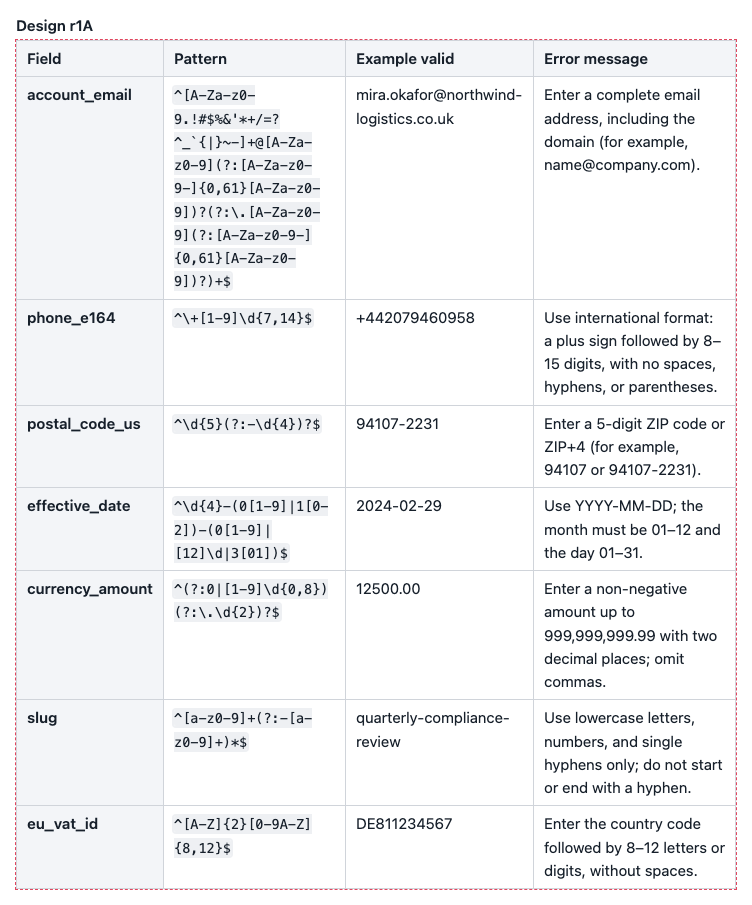 Design r1A
Field Pattern Example valid Error message
account_email ^[A-Za-z0- mira.okafor@northwind- Enter a complete email
9.!#$%&'*+/=? logistics.co.uk address, including the
^_`{|}~-]+@[A-Za- domain (for example,
z0-9](?:[A-Za-z0- name@company.com).
9-]{0,61}[A-Za-z0-
9])?(?:\.[A-Za-z0-
9](?:[A-Za-z0-9-]
{0,61}[A-Za-z0-
9])?)+$
phone_e164 ^\+[1-9]\d{7,14}$ +442079460958 Use international format:
a plus sign followed by 8–
15 digits, with no spaces,
hyphens, or parentheses.
postal_code_us ^\d{5}(?:-\d{4})?$ 94107-2231 Enter a 5-digit ZIP code or
ZIP+4 (for example,
94107 or 94107-2231).
effective_date ^\d{4}-(0[1-9]|1[0- 2024-02-29 Use YYYY-MM-DD; the
2])-(0[1-9]| month must be 01–12 and
[12]\d|3[01])$ the day 01–31.
currency_amount ^(?:0|[1-9]\d{0,8}) 12500.00 Enter a non-negative
(?:\.\d{2})?$ amount up to
999,999,999.99 with two
decimal places; omit
commas.
slug ^[a-z0-9]+(?:-[a- quarterly-compliance- Use lowercase letters,
z0-9]+)*$ review numbers, and single
hyphens only; do not start
or end with a hyphen.
eu_vat_id ^[A-Z]{2}[0-9A-Z] DE811234567 Enter the country code
{8,12}$ followed by 8–12 letters or
digits, without spaces.